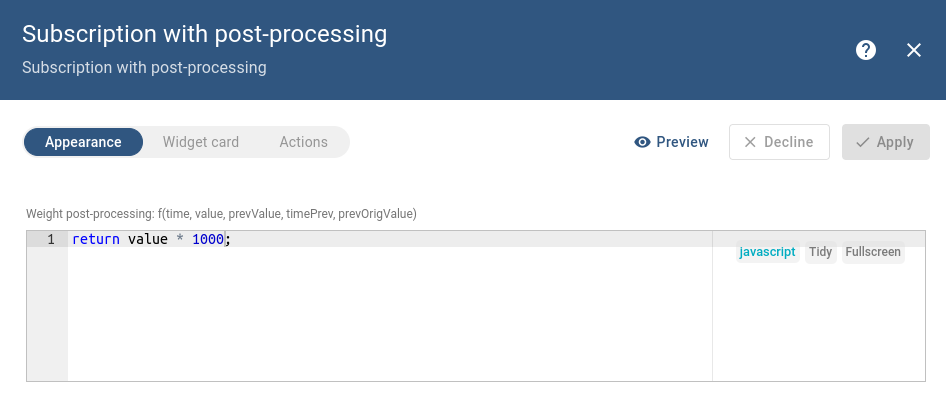 Subscription with post-processing
Subscription with post-processing
?
Appearance Widget card Actions Preview Decline Apply
Weight post-processing: f(time, value, prevValue, timePrev, prevOrigValue)
1 return value * 1000;
javascript Tidy Fullscreen